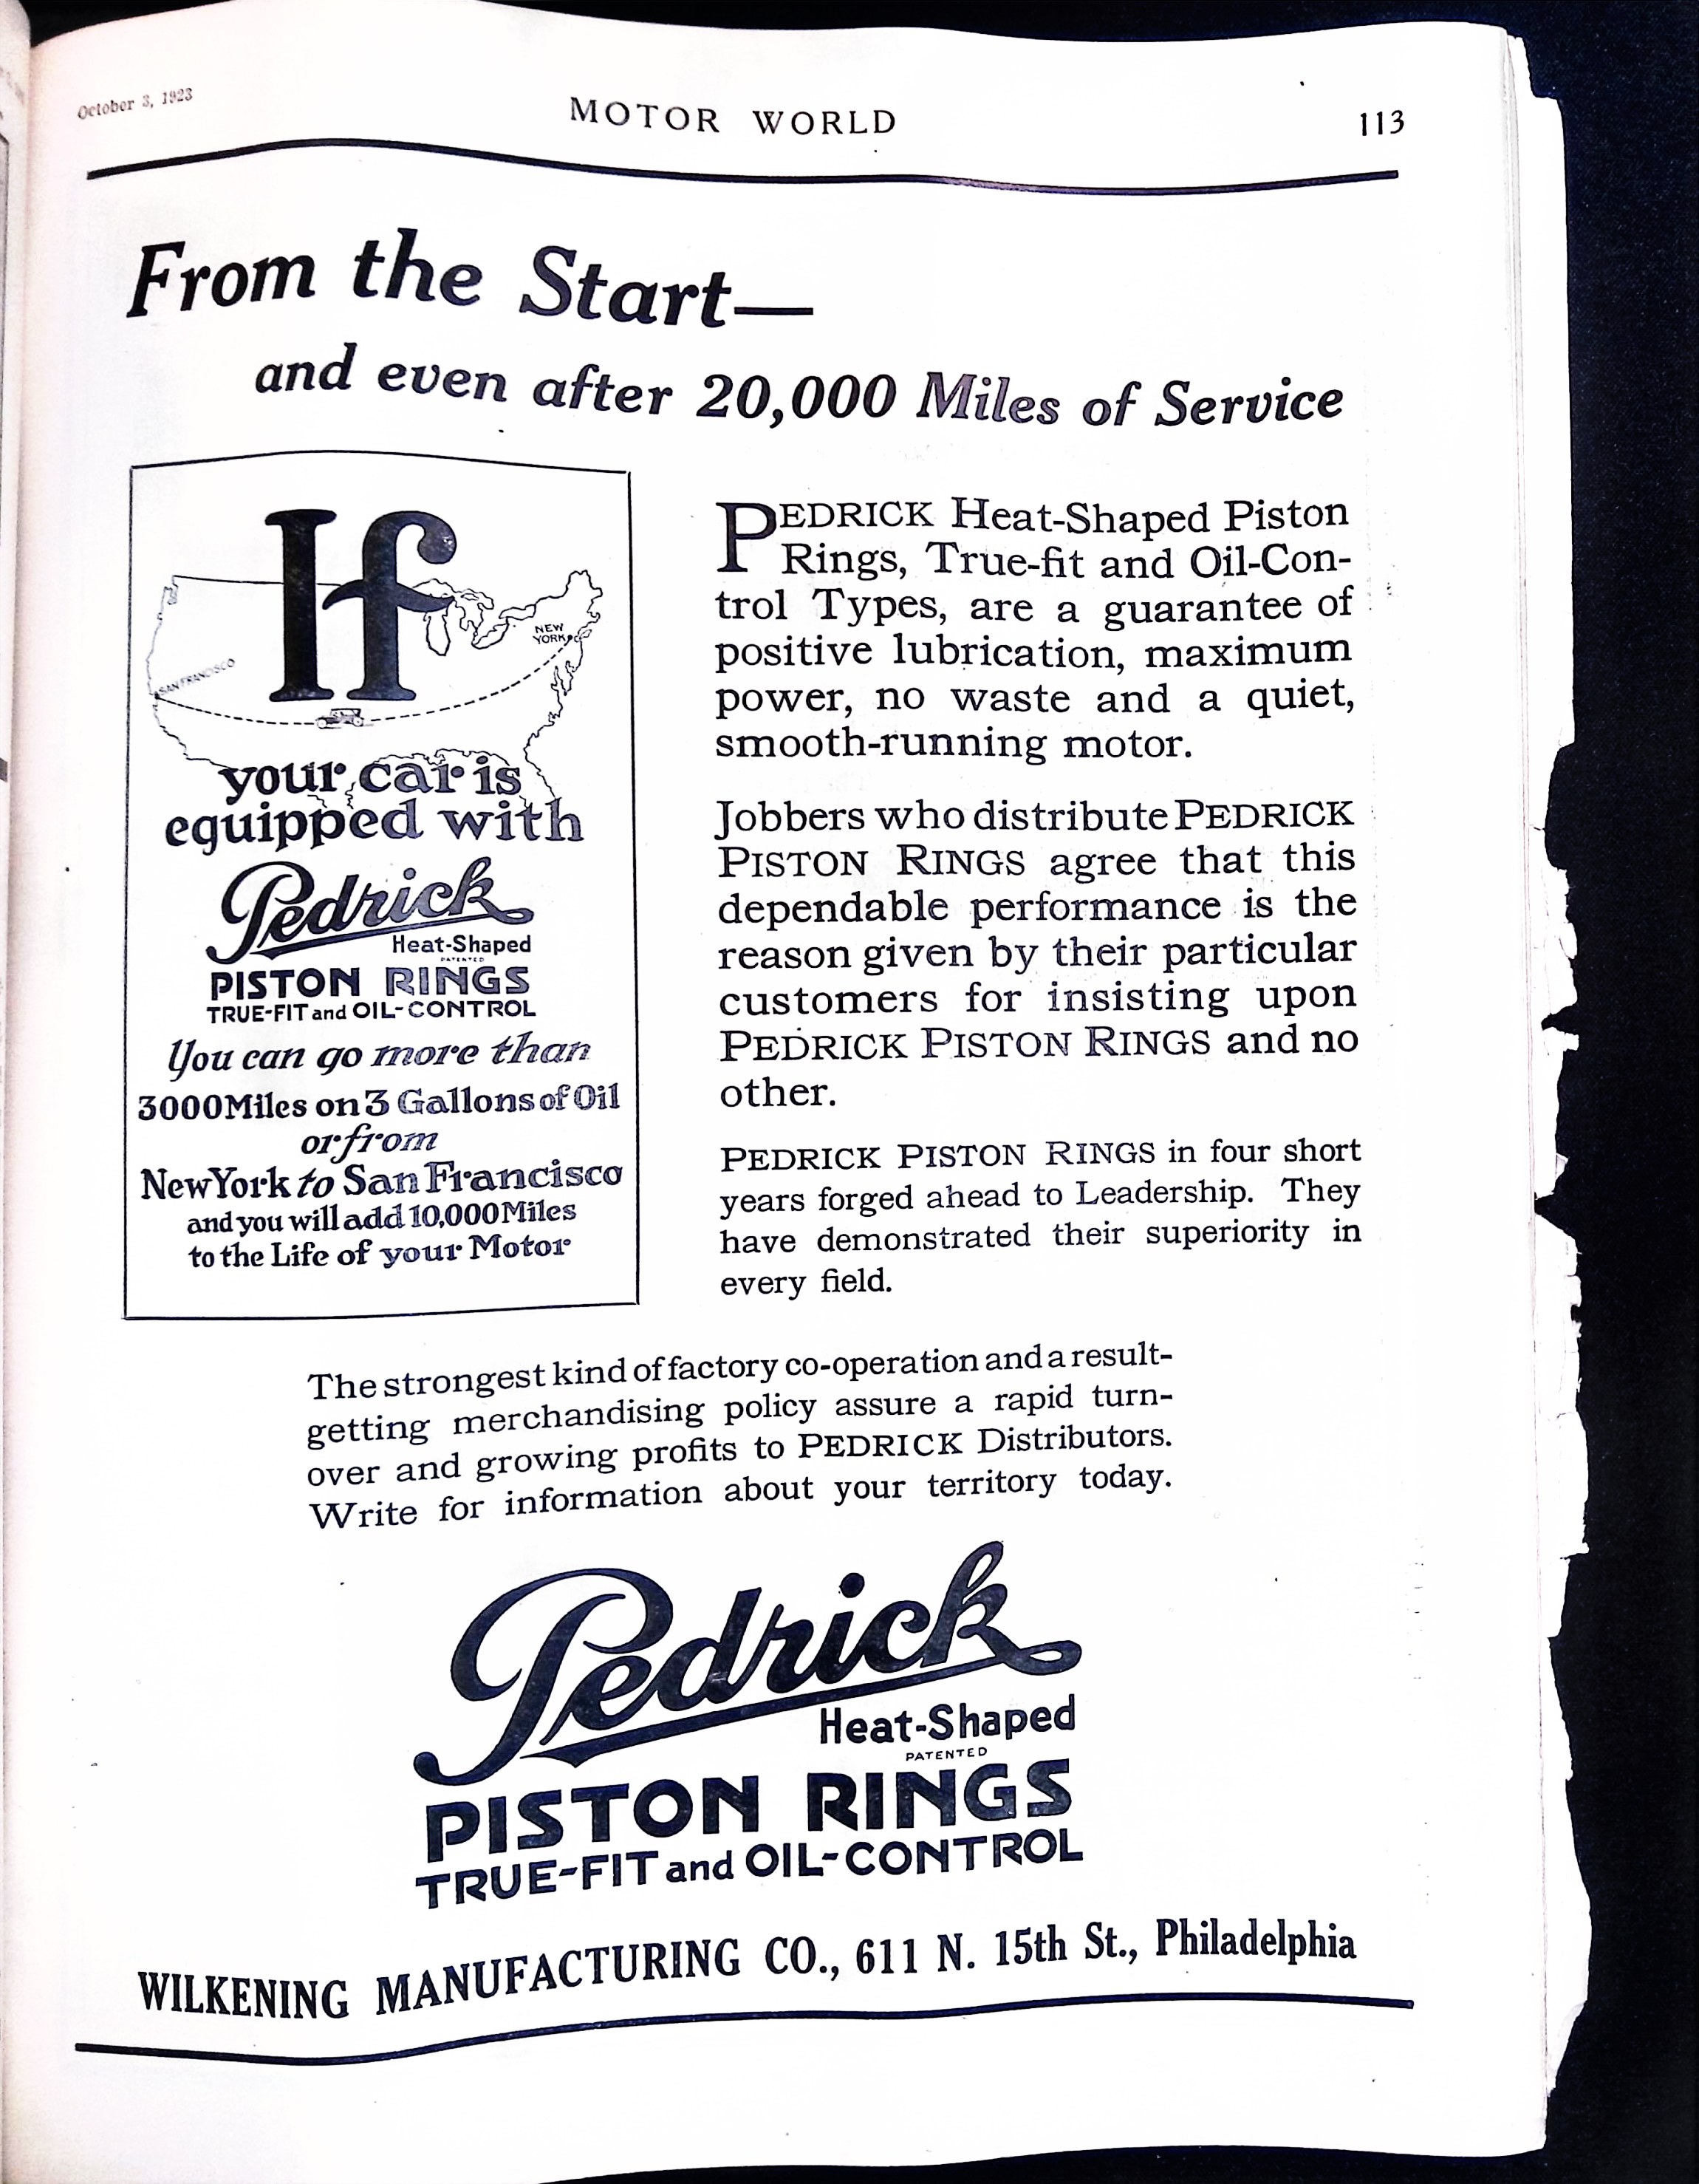 October 3, 1923
MOTOR WORLD
113
From the Start—
and even after 20,000 Miles of Service
If
NEW
YORK
SAN FRANCISCO
your car is
equipped with
Pedrick
Heat-Shaped
PATENTED
PISTON RINGS
TRUE-FIT and OIL-CONTROL
You can go more than
3000 Miles on 3 Gallons of Oil
or from
New York to San Francisco
and you will add 10,000 Miles
to the Life of your Motor
PEDRICK Heat-Shaped Piston
Rings, True-fit and Oil-Con-
trol Types, are a guarantee of
positive lubrication, maximum
power, no waste and a quiet,
smooth-running motor.
Jobbers who distribute PEDRICK
PISTON RINGS agree that this
dependable performance is the
reason given by their particular
customers for insisting upon
PEDRICK PISTON RINGS and no
other.
PEDRICK PISTON RINGS in four short
years forged ahead to Leadership. They
have demonstrated their superiority in
every field.
The strongest kind of factory co-operation and a result-
getting merchandising policy assure a rapid turn-
over and growing profits to PEDRICK Distributors.
Write for information about your territory today.
Pedrick
Heat-Shaped
PATENTED
PISTON RINGS
TRUE-FIT and OIL-CONTROL
WILKENING MANUFACTURING CO., 611 N. 15th St., Philadelphia